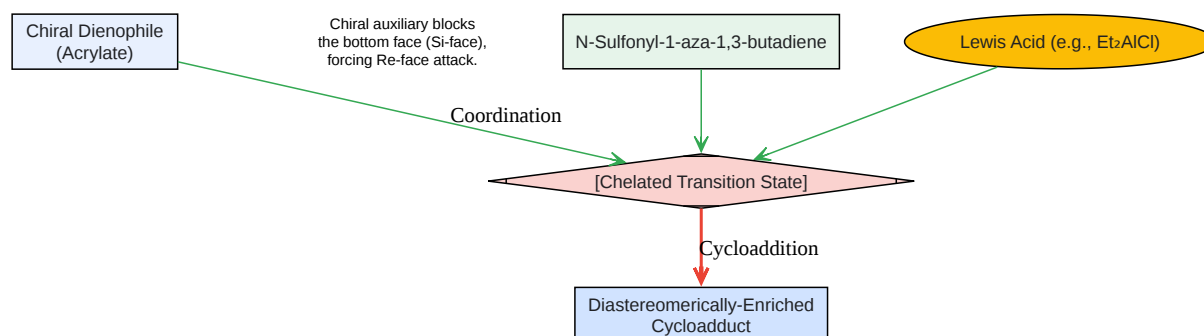 Chiral Dienophile
(Acrylate)
Chiral auxiliary blocks
the bottom face (Si-face),
forcing Re-face attack.
N-Sulfonyl-1-aza-1,3-butadiene
Lewis Acid (e.g., Et₂AlCl)
Coordination
[Chelated Transition State]
Cycloaddition
Diastereomerically-Enriched
Cycloadduct